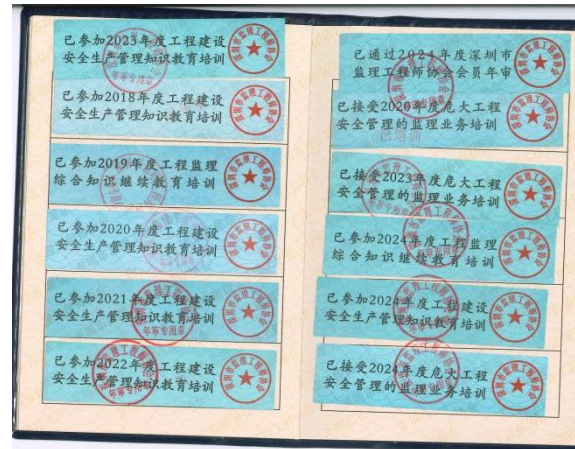 已参加2023年度工程建设
安全生产管理知识教育培训
已参加2018年度工程建设
安全生产管理知识教育培训
已参加2019年度工程监理
综合知识继续教育培训
已参加2020年度工程建设
安全生产管理知识教育培训
已参加2021年度工程建设
安全生产管理知识教育培训
年审专用章
已参加2022年度工程建设
安全生产管理知识教育培训
年审专用章
已通过2024年度深圳市
监理工程师协会会员年审
已接受2020年度危大工程
安全管理的监理业务培训
已培训
已接受2023年度危大工程
安全管理的监理业务培训
已参加2024年度工程监理
综合知识继续教育培训
已参加2024年度工程建设
安全生产管理知识教育培训
已接受2024年度危大工程
安全管理的监理业务培训